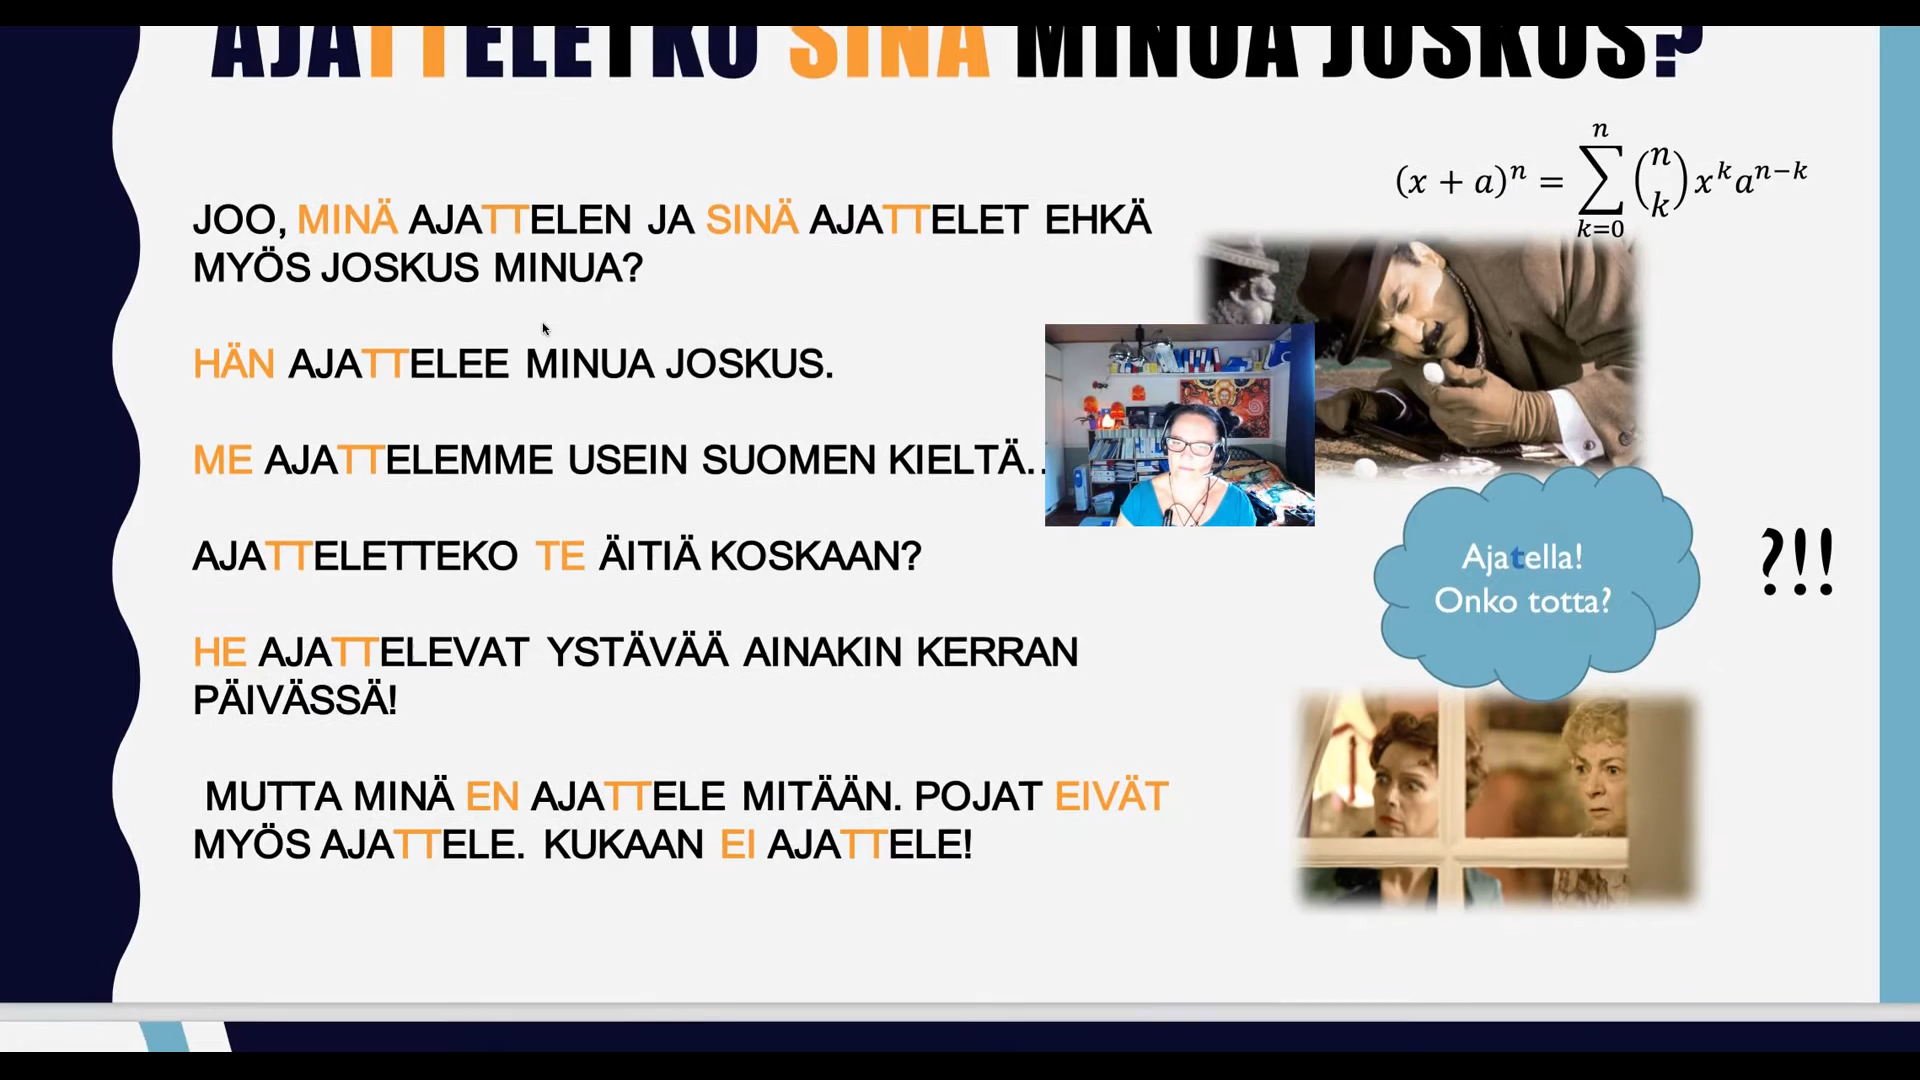 AJATTELETKO SINÄ MINUA JOSKUS?
(x + a)ⁿ = ∑ₖ₌₀ⁿ (n k) xᵏaⁿ⁻ᵏ
JOO, MINÄ AJATTELEN JA SINÄ AJATTELET EHKÄ
MYÖS JOSKUS MINUA?
HÄN AJATTELEE MINUA JOSKUS.
ME AJATTELEMME USEIN SUOMEN KIELTÄ..
AJATTELETTEKO TE ÄITIÄ KOSKAAN?
Ajatella!
Onko totta?
?!!
HE AJATTELEVAT YSTÄVÄÄ AINAKIN KERRAN
PÄIVÄSSÄ!
MUTTA MINÄ EN AJATTELE MITÄÄN. POJAT EIVÄT
MYÖS AJATTELE. KUKAAN EI AJATTELE!